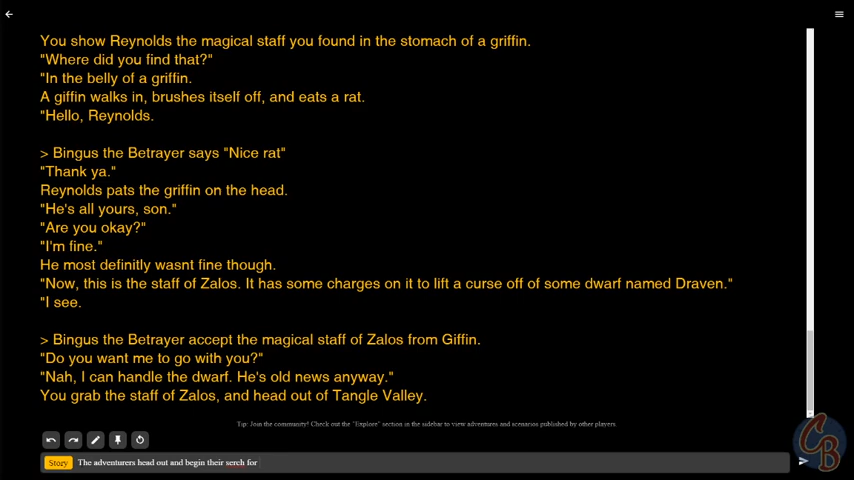 You show Reynolds the magical staff you found in the stomach of a griffin.
"Where did you find that?"
"In the belly of a griffin.
A giffin walks in, brushes itself off, and eats a rat.
"Hello, Reynolds.
> Bingus the Betrayer says "Nice rat"
"Thank ya."
Reynolds pats the griffin on the head.
"He's all yours, son."
"Are you okay?"
"I'm fine."
He most definitly wasnt fine though.
"Now, this is the staff of Zalos. It has some charges on it to lift a curse off of some dwarf named Draven."
"I see.
> Bingus the Betrayer accept the magical staff of Zalos from Giffin.
"Do you want me to go with you?"
"Nah, I can handle the dwarf. He's old news anyway."
You grab the staff of Zalos, and head out of Tangle Valley.
Tip: Join the community! Check out the "Explore" section in the sidebar to view adventures and scenarios published by other players.
Story The adventurers head out and begin their serch for
CB